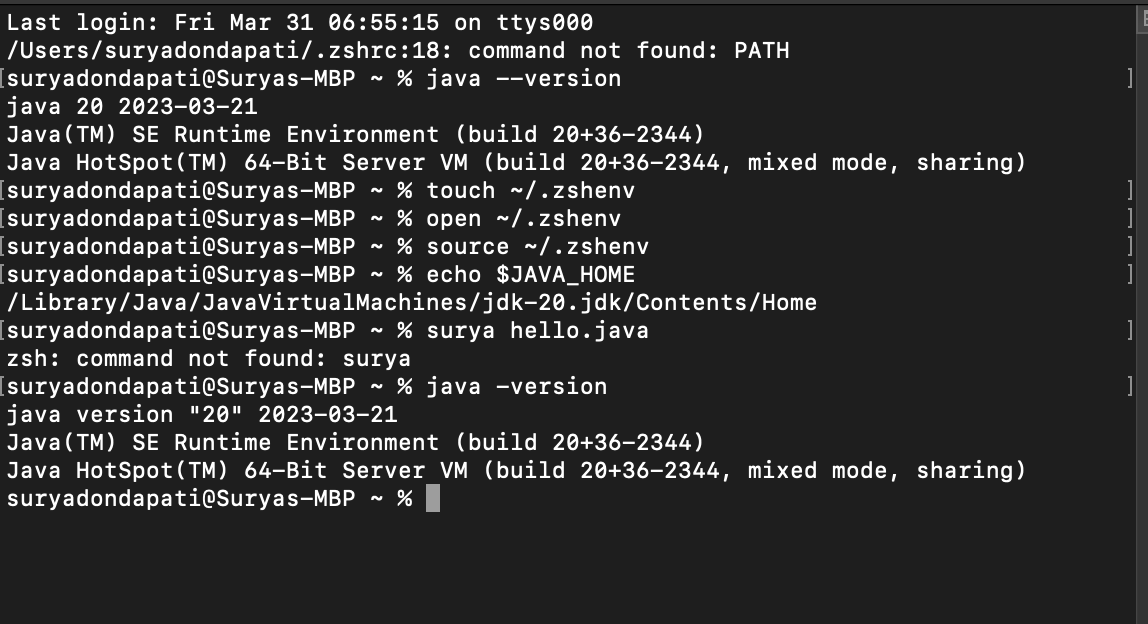 Last login: Fri Mar 31 06:55:15 on ttys000
/Users/suryadondapati/.zshrc:18: command not found: PATH
[suryadondapati@Suryas-MBP ~ % java --version ]
java 20 2023-03-21
Java(TM) SE Runtime Environment (build 20+36-2344)
Java HotSpot(TM) 64-Bit Server VM (build 20+36-2344, mixed mode, sharing)
[suryadondapati@Suryas-MBP ~ % touch ~/.zshenv ]
[suryadondapati@Suryas-MBP ~ % open ~/.zshenv ]
[suryadondapati@Suryas-MBP ~ % source ~/.zshenv ]
[suryadondapati@Suryas-MBP ~ % echo $JAVA_HOME ]
/Library/Java/JavaVirtualMachines/jdk-20.jdk/Contents/Home
[suryadondapati@Suryas-MBP ~ % surya hello.java ]
zsh: command not found: surya
[suryadondapati@Suryas-MBP ~ % java -version ]
java version "20" 2023-03-21
Java(TM) SE Runtime Environment (build 20+36-2344)
Java HotSpot(TM) 64-Bit Server VM (build 20+36-2344, mixed mode, sharing)
suryadondapati@Suryas-MBP ~ %